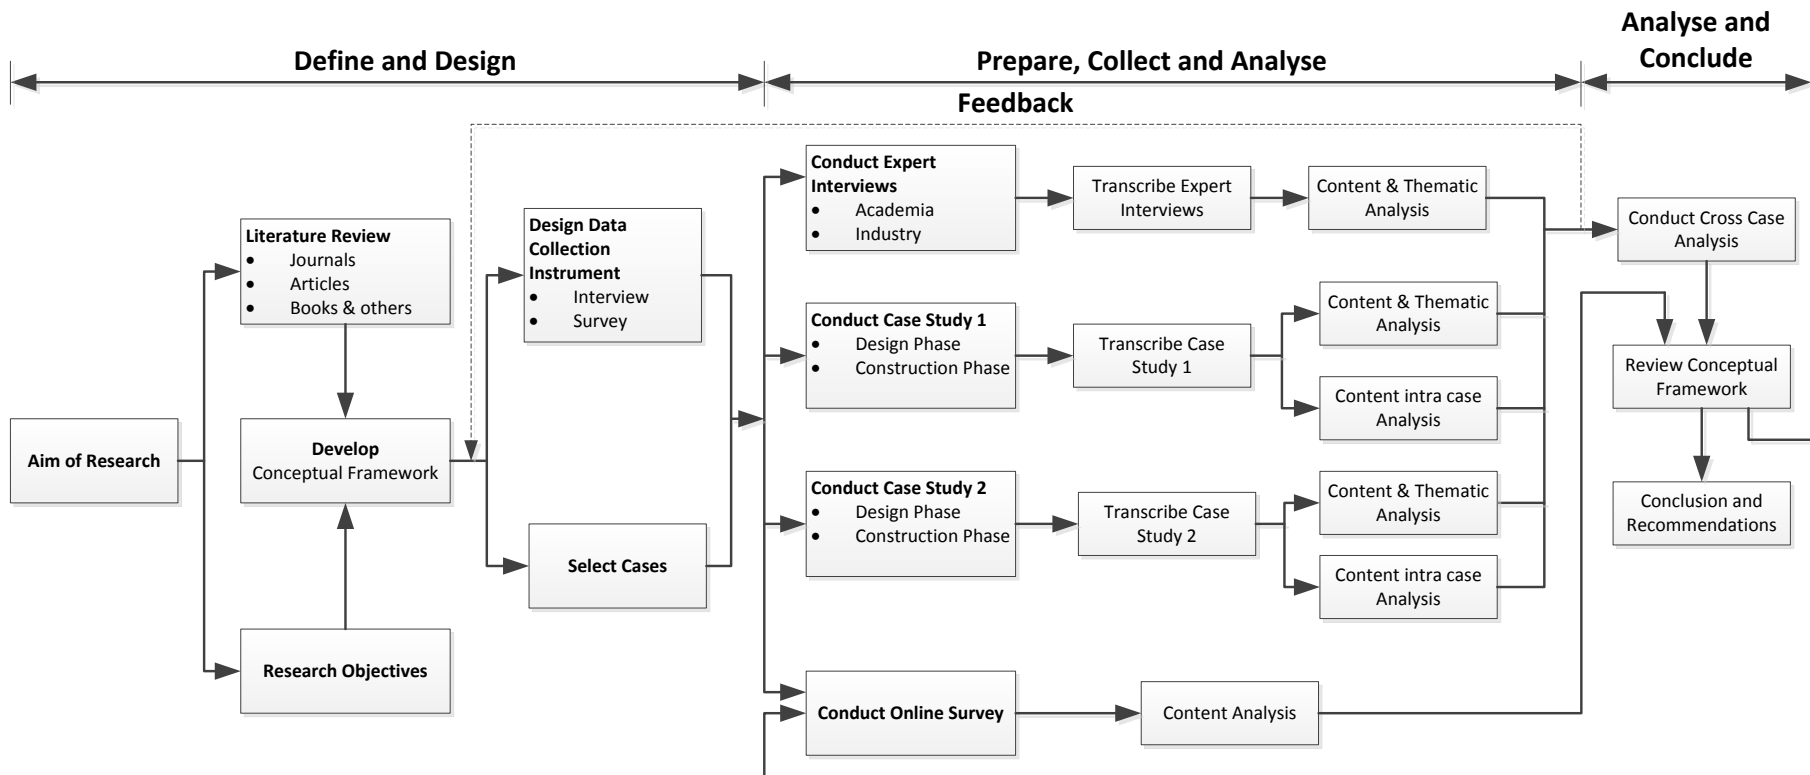 Define and Design
Prepare, Collect and Analyse
Analyse and
Conclude
Feedback
Aim of Research
Literature Review
• Journals
• Articles
• Books & others
Develop
Conceptual Framework
Research Objectives
Design Data
Collection
Instrument
• Interview
• Survey
Select Cases
Conduct Expert
Interviews
• Academia
• Industry
Transcribe Expert
Interviews
Content & Thematic
Analysis
Conduct Case Study 1
• Design Phase
• Construction Phase
Transcribe Case
Study 1
Content & Thematic
Analysis
Content intra case
Analysis
Conduct Case Study 2
• Design Phase
• Construction Phase
Transcribe Case
Study 2
Content & Thematic
Analysis
Content intra case
Analysis
Conduct Online Survey
Content Analysis
Conduct Cross Case
Analysis
Review Conceptual
Framework
Conclusion and
Recommendations